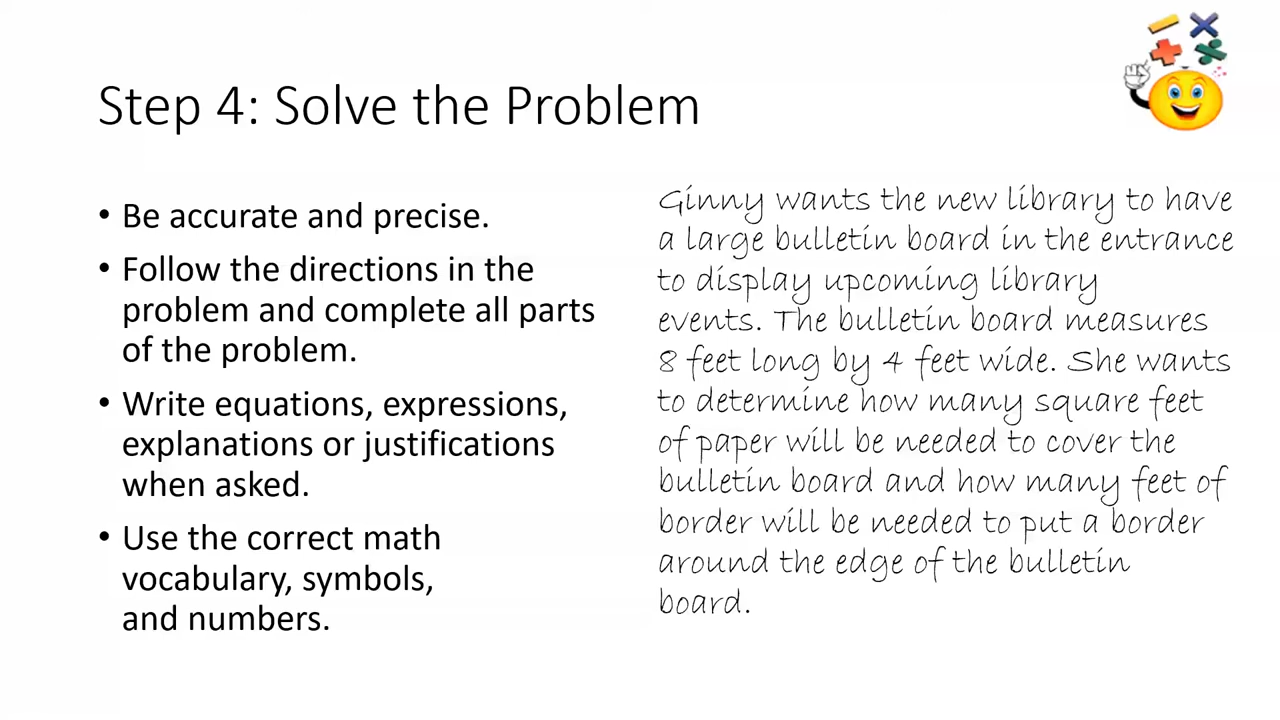 Step 4: Solve the Problem
• Be accurate and precise.
• Follow the directions in the
problem and complete all parts
of the problem.
• Write equations, expressions,
explanations or justifications
when asked.
• Use the correct math
vocabulary, symbols,
and numbers.
Ginny wants the new library to have
a large bulletin board in the entrance
to display upcoming library
events. The bulletin board measures
8 feet long by 4 feet wide. She wants
to determine how many square feet
of paper will be needed to cover the
bulletin board and how many feet of
border will be needed to put a border
around the edge of the bulletin
board.